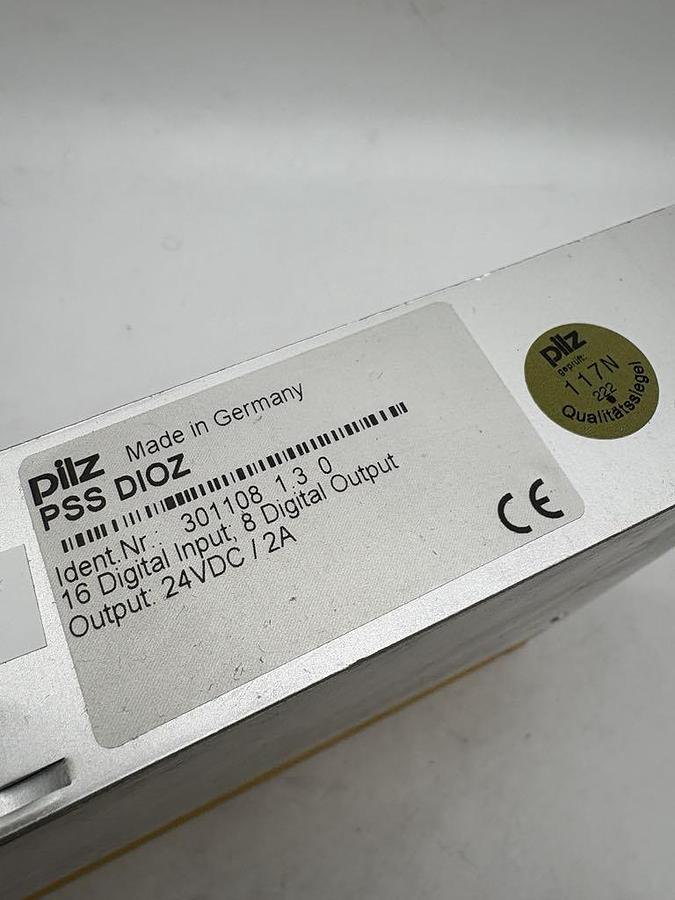 pilz Made in Germany
PSS DIOZ
Ident.Nr.: 301108 1.3 0
16 Digital Input; 8 Digital Output
Output: 24VDC / 2A
CE
pilz
geprüft:
117N
222
Qualitätssiegel